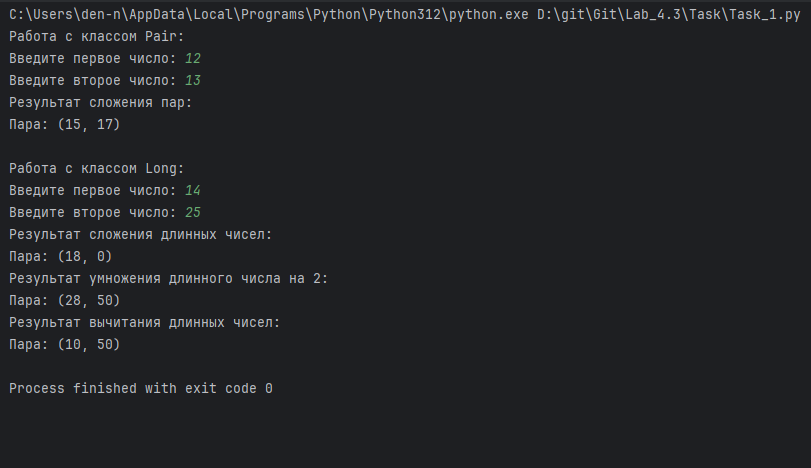 C:\Users\den-n\AppData\Local\Programs\Python\Python312\python.exe D:\git\Git\Lab_4.3\Task\Task_1.py
Работа с классом Pair:
Введите первое число: 12
Введите второе число: 13
Результат сложения пар:
Пара: (15, 17)
Работа с классом Long:
Введите первое число: 14
Введите второе число: 25
Результат сложения длинных чисел:
Пара: (18, 0)
Результат умножения длинного числа на 2:
Пара: (28, 50)
Результат вычитания длинных чисел:
Пара: (10, 50)
Process finished with exit code 0